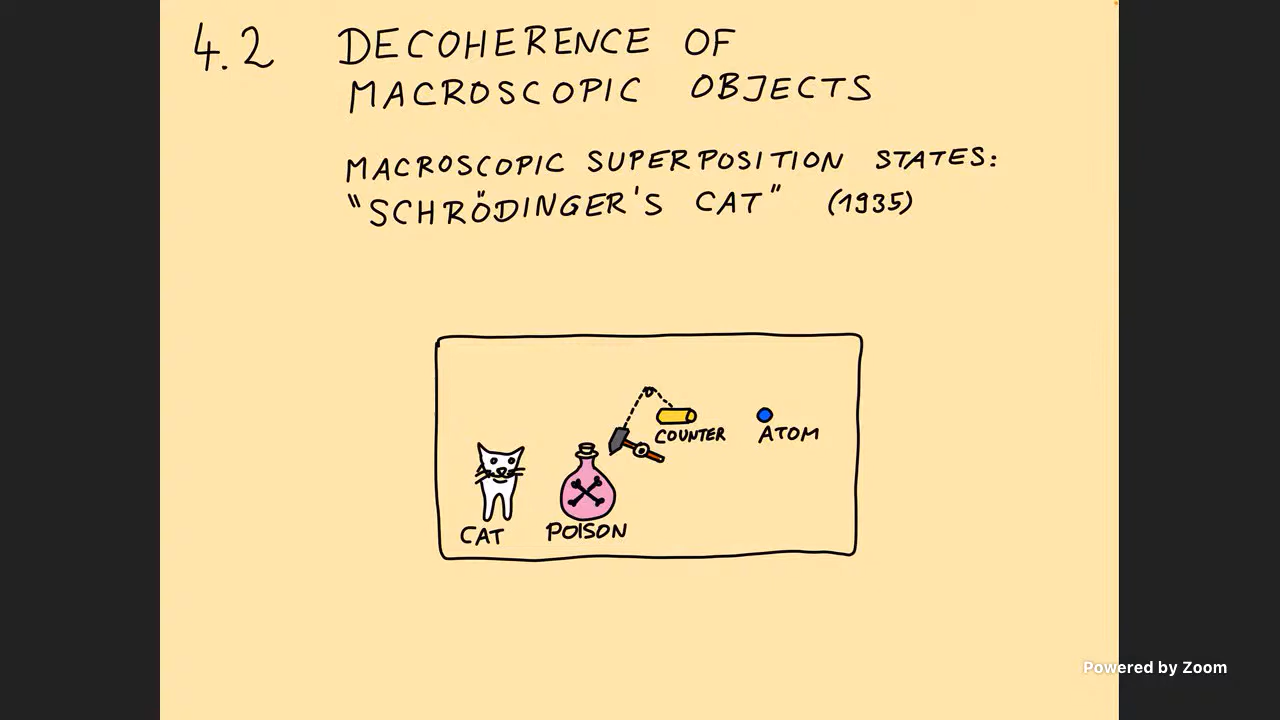 4.2 DECOHERENCE OF
MACROSCOPIC OBJECTS
MACROSCOPIC SUPERPOSITION STATES:
"SCHRÖDINGER'S CAT" (1935)
COUNTER
ATOM
CAT
POISON
Powered by Zoom